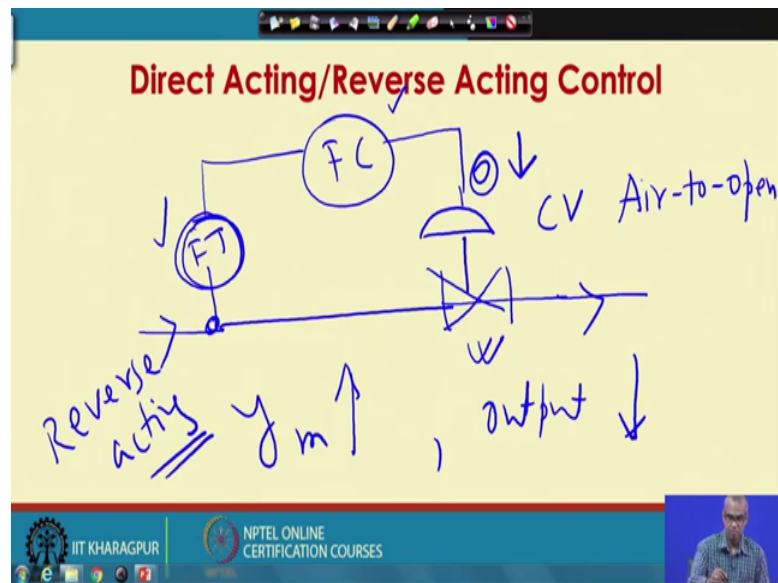 Direct Acting/Reverse Acting Control
FC
FT
CV Air-to-open
Reverse
acting
ym , output
IIT KHARAGPUR
NPTEL ONLINE
CERTIFICATION COURSES